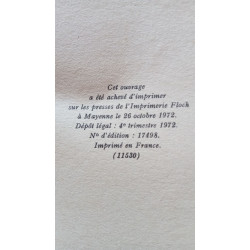 Cet ouvrage
a été achevé d'imprimer
sur les presses de l'Imprimerie Floch
à Mayenne le 26 octobre 1972.
Dépôt légal : 4e trimestre 1972.
No d'édition : 17498.
Imprimé en France.
(11530)